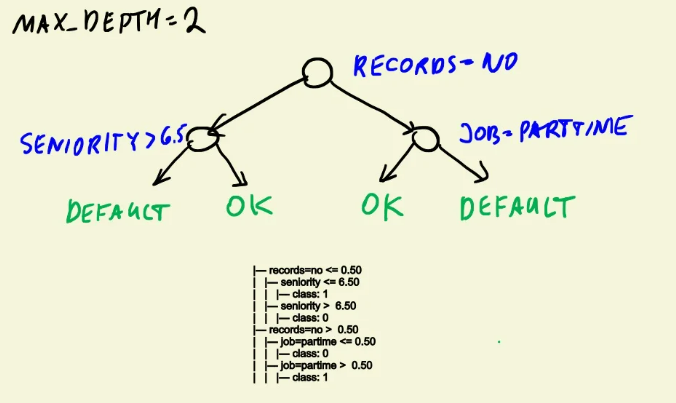 MAX_DEPTH=2
RECORDS=NO
SENIORITY>6.5
JOB=PARTTIME
DEFAULT
OK
OK
DEFAULT
|--- records=no <= 0.50
|   |--- seniority <= 6.50
|   |   |--- class: 1
|   |--- seniority >  6.50
|   |   |--- class: 0
|--- records=no >  0.50
|   |--- job=partime <= 0.50
|   |   |--- class: 0
|   |--- job=partime >  0.50
|   |   |--- class: 1